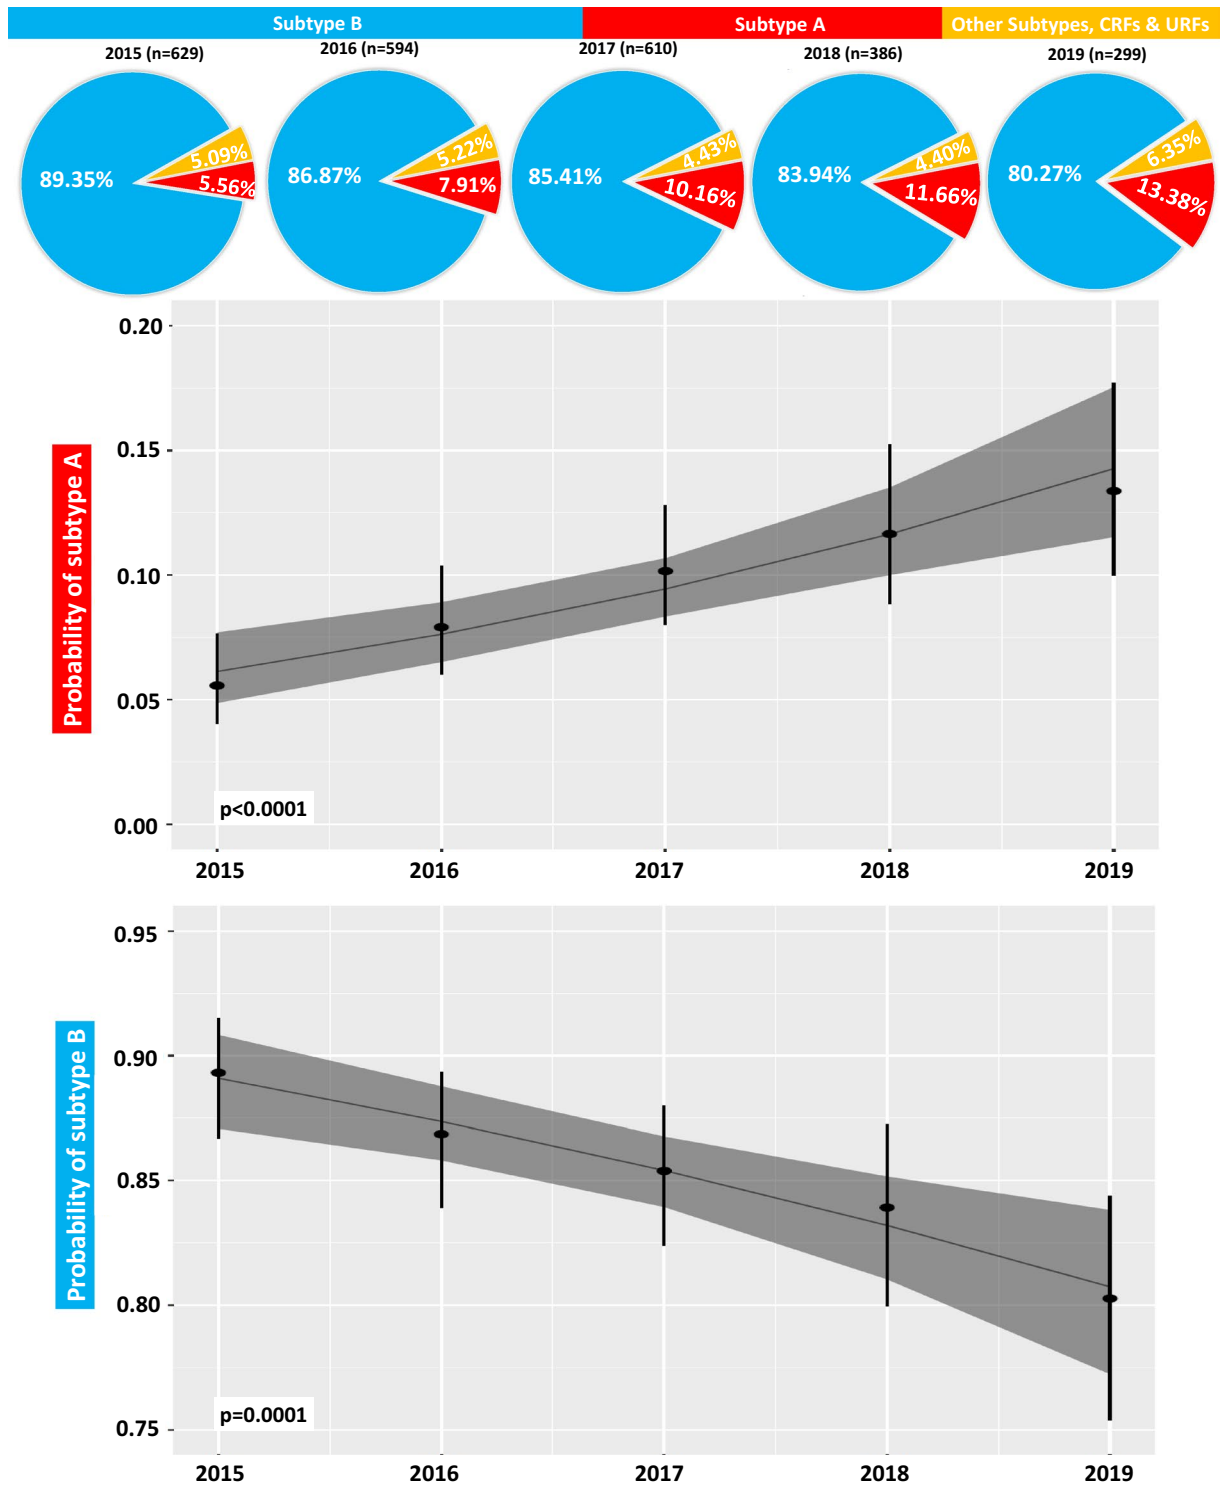 Subtype B
Subtype A
Other Subtypes, CRFs & URFs
2015 (n=629)
2016 (n=594)
2017 (n=610)
2018 (n=386)
2019 (n=299)
89.35%
5.09%
5.56%
86.87%
5.22%
7.91%
85.41%
4.43%
10.16%
83.94%
4.40%
11.66%
80.27%
6.35%
13.38%
Probability of subtype A
0.20
0.15
0.10
0.05
0.00
p<0.0001
2015
2016
2017
2018
2019
Probability of subtype B
0.95
0.90
0.85
0.80
0.75
p=0.0001
2015
2016
2017
2018
2019